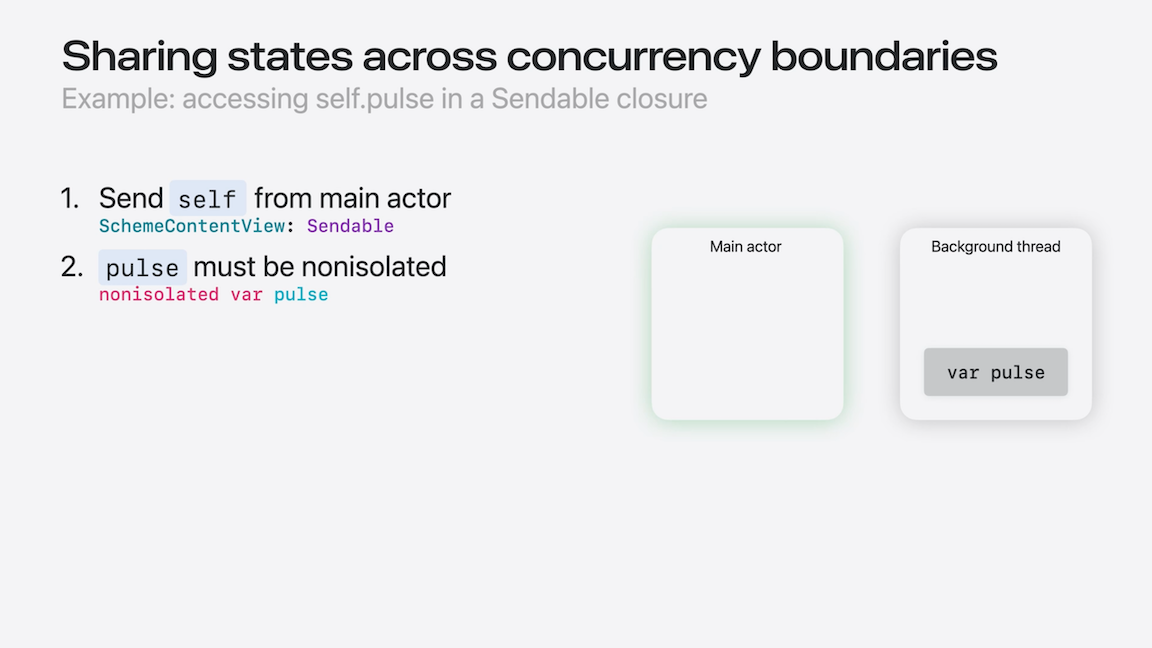 Sharing states across concurrency boundaries
Example: accessing self.pulse in a Sendable closure
1. Send self from main actor
SchemeContentView: Sendable
2. pulse must be nonisolated
nonisolated var pulse
Main actor
Background thread
var pulse